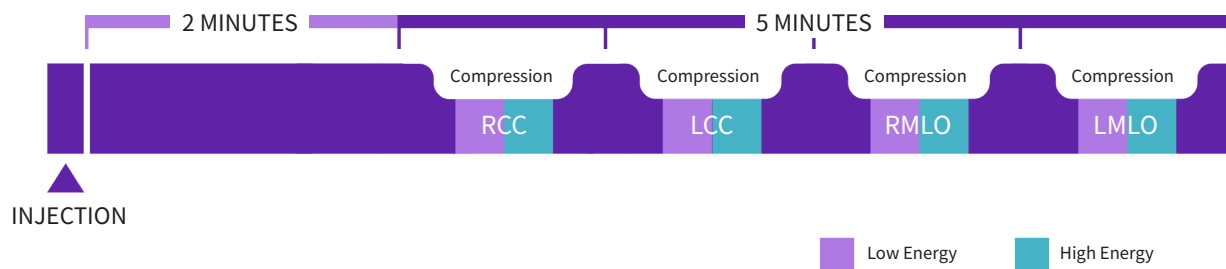 2 MINUTES
5 MINUTES
Compression
Compression
Compression
Compression
RCC
LCC
RMLO
LMLO
INJECTION
Low Energy
High Energy